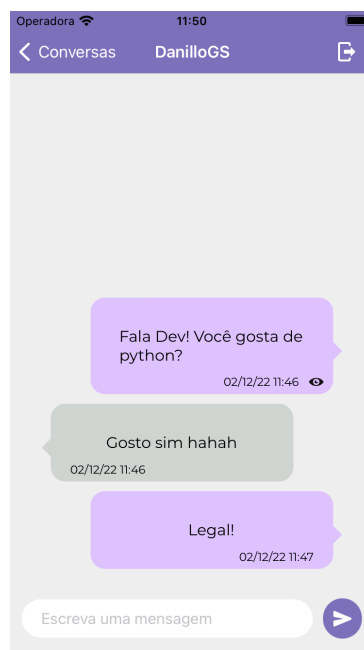 Operadora 11:50
Conversas DanilloGS
Fala Dev! Você gosta de
python?
02/12/22 11:46
Gosto sim hahah
02/12/22 11:46
Legal!
02/12/22 11:47
Escreva uma mensagem